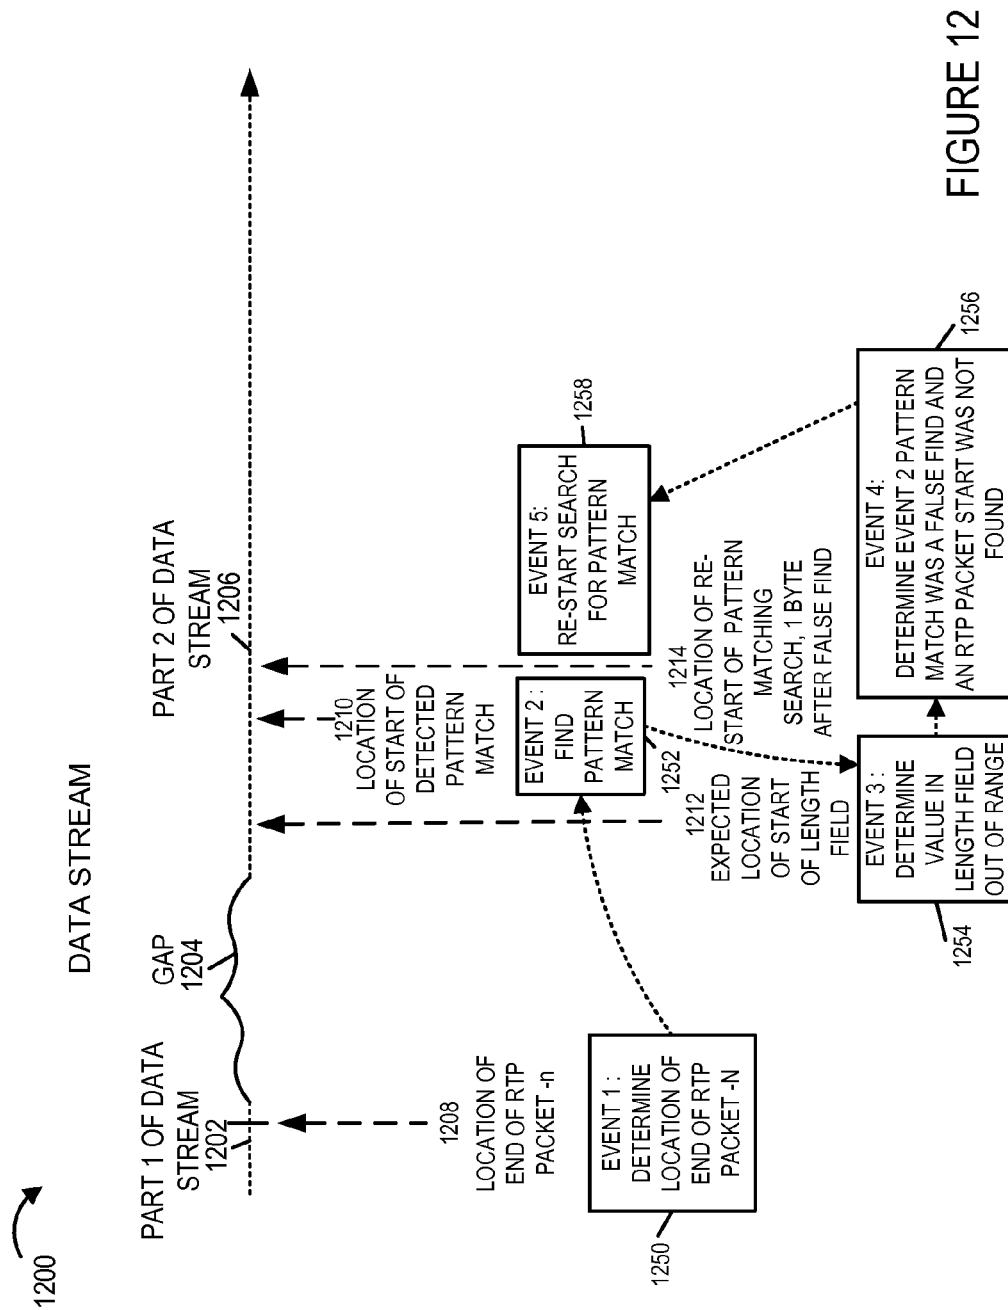 1200
DATA STREAM
PART 1 OF DATA
STREAM
1202
GAP
1204
PART 2 OF DATA
STREAM
1206
1208
LOCATION OF
END OF RTP
PACKET -n
1210
LOCATION
OF START OF
DETECTED
PATTERN
MATCH
1212
EXPECTED
LOCATION
OF START
OF LENGTH
FIELD
1214
LOCATION OF RE-
START OF PATTERN
MATCHING
SEARCH, 1 BYTE
AFTER FALSE FIND
EVENT 1 :
DETERMINE
LOCATION OF
END OF RTP
PACKET -N
1250
EVENT 2 :
FIND
PATTERN
MATCH
1252
EVENT 3 :
DETERMINE
VALUE IN
LENGTH FIELD
OUT OF RANGE
1254
EVENT 4:
DETERMINE EVENT 2 PATTERN
MATCH WAS A FALSE FIND AND
AN RTP PACKET START WAS NOT
FOUND
1256
EVENT 5:
RE-START SEARCH
FOR PATTERN
MATCH
1258
FIGURE 12